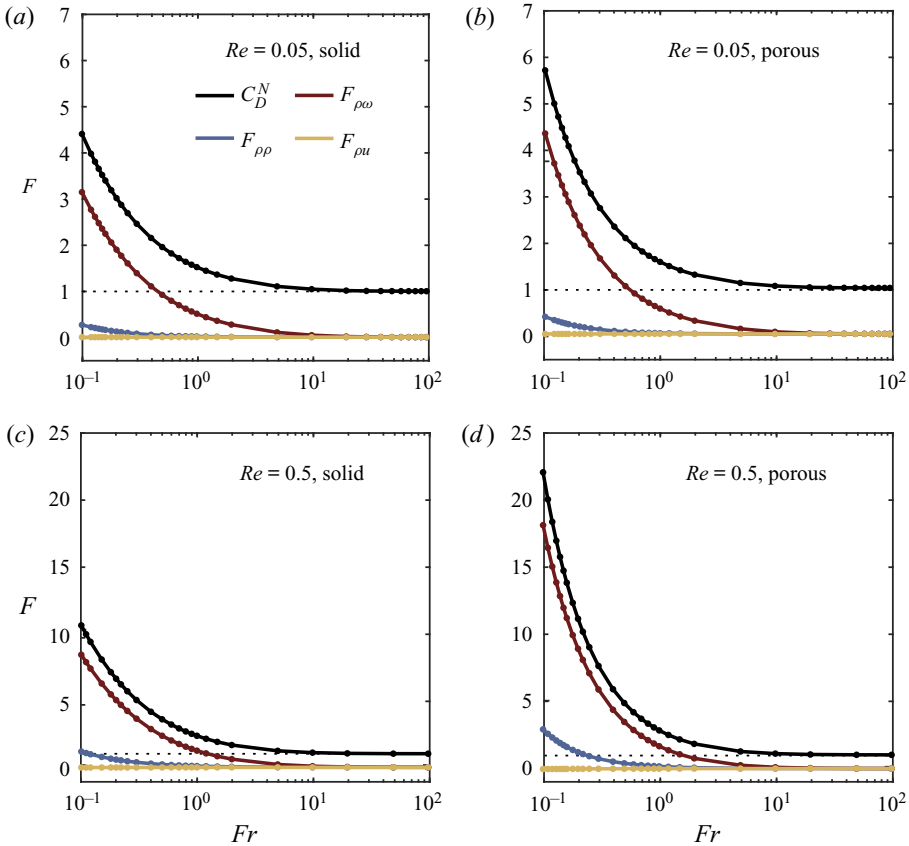 (a)
Re = 0.05, solid
C_D^N
F_ρω
F_ρρ
F_ρu
7
6
5
4
3
2
1
0
F
10^−1
10^0
10^1
10^2
(b)
Re = 0.05, porous
7
6
5
4
3
2
1
0
10^−1
10^0
10^1
10^2
(c)
Re = 0.5, solid
25
20
15
10
5
0
F
10^−1
10^0
10^1
10^2
Fr
(d)
Re = 0.5, porous
25
20
15
10
5
0
10^−1
10^0
10^1
10^2
Fr